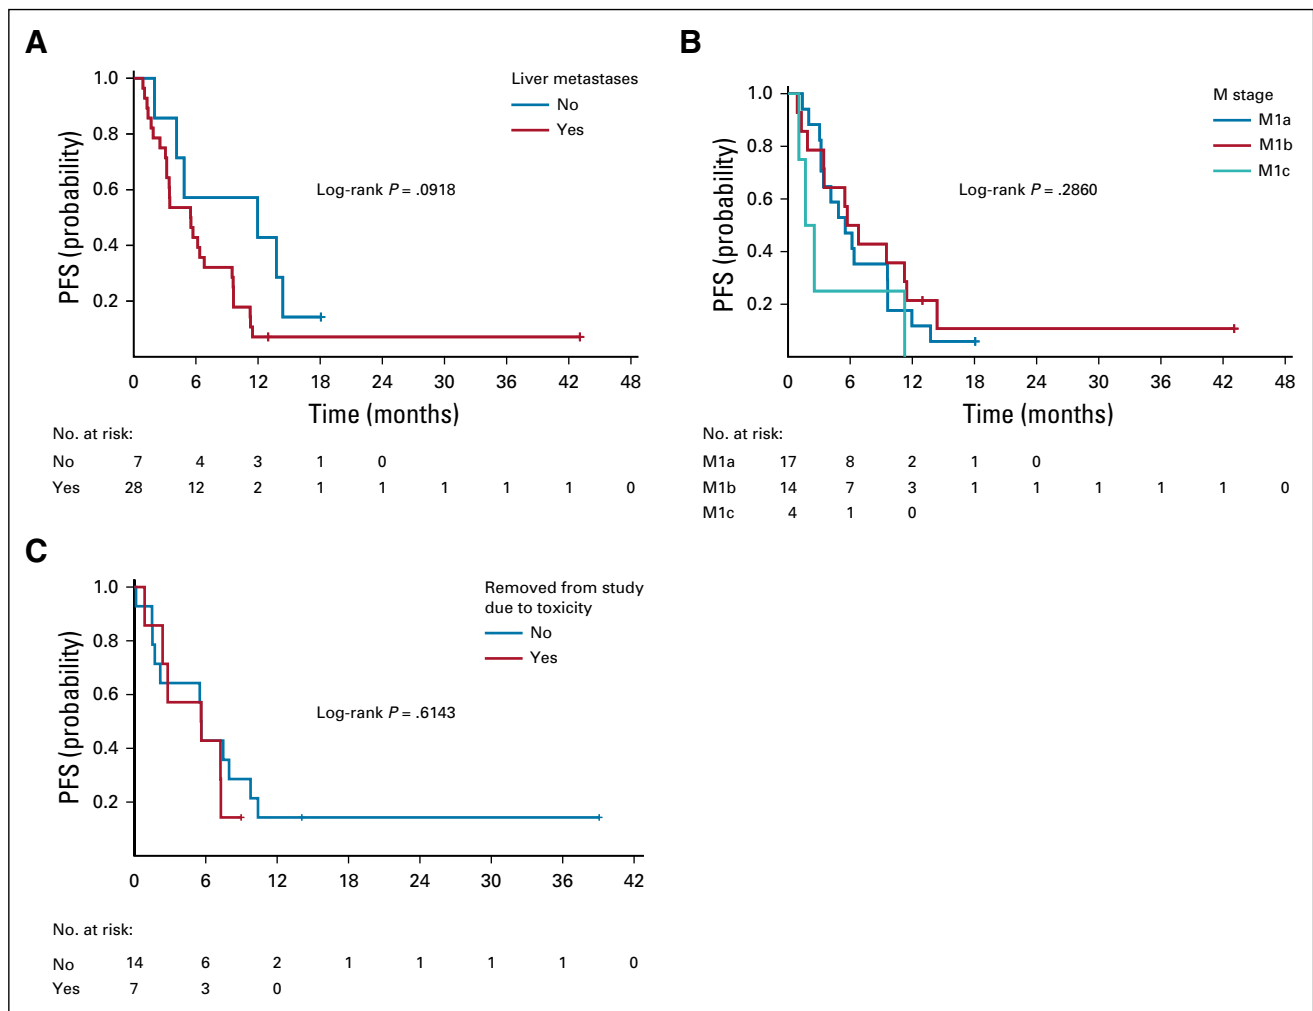 A
1.0
0.8
0.6
0.4
0.2
PFS (probability)
Liver metastases
No
Yes
Log-rank P = .0918
0 6 12 18 24 30 36 42 48
Time (months)
No. at risk:
No 7 4 3 1 0
Yes 28 12 2 1 1 1 1 1 0
B
1.0
0.8
0.6
0.4
0.2
PFS (probability)
M stage
M1a
M1b
M1c
Log-rank P = .2860
0 6 12 18 24 30 36 42 48
Time (months)
No. at risk:
M1a 17 8 2 1 0
M1b 14 7 3 1 1 1 1 1 0
M1c 4 1 0
C
1.0
0.8
0.6
0.4
0.2
PFS (probability)
Removed from study
due to toxicity
No
Yes
Log-rank P = .6143
0 6 12 18 24 30 36 42
No. at risk:
No 14 6 2 1 1 1 1 0
Yes 7 3 0